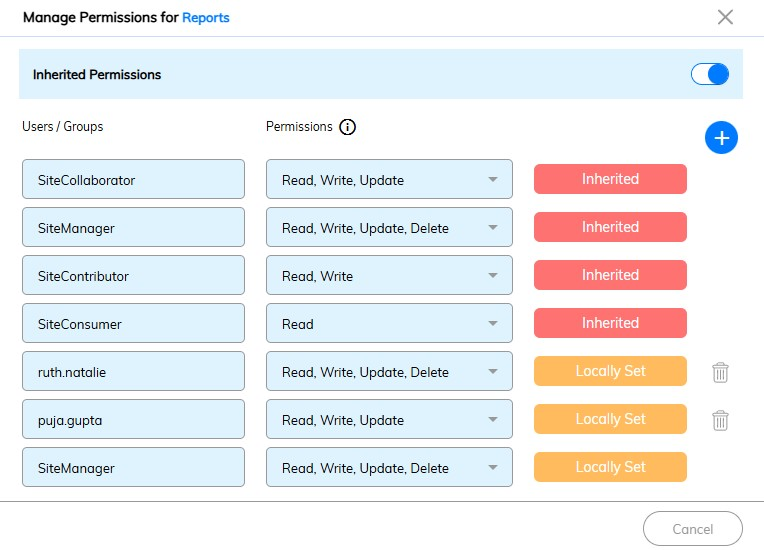 Manage Permissions for Reports
Inherited Permissions
Users / Groups Permissions
SiteCollaborator Read, Write, Update Inherited
SiteManager Read, Write, Update, Delete Inherited
SiteContributor Read, Write Inherited
SiteConsumer Read Inherited
ruth.natalie Read, Write, Update, Delete Locally Set
puja.gupta Read, Write, Update Locally Set
SiteManager Read, Write, Update, Delete Locally Set
Cancel